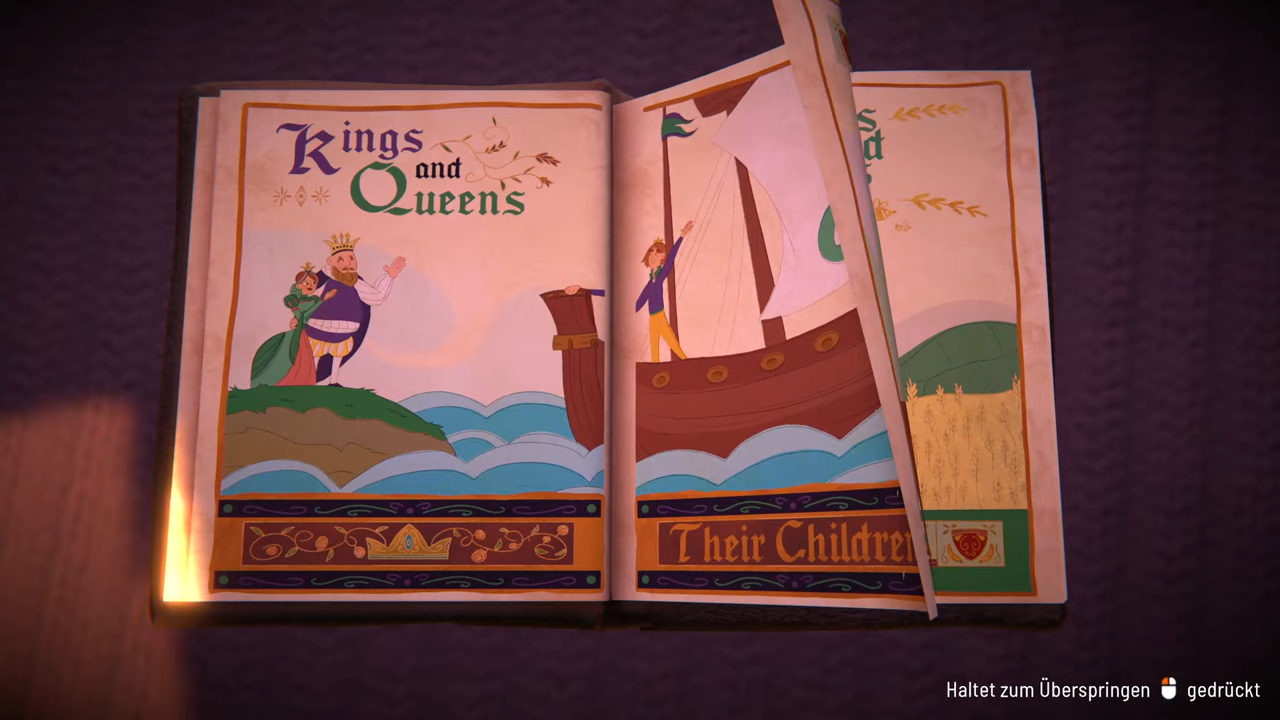 Kings
and
Queens
Their Children
Haltet zum Überspringen gedrückt